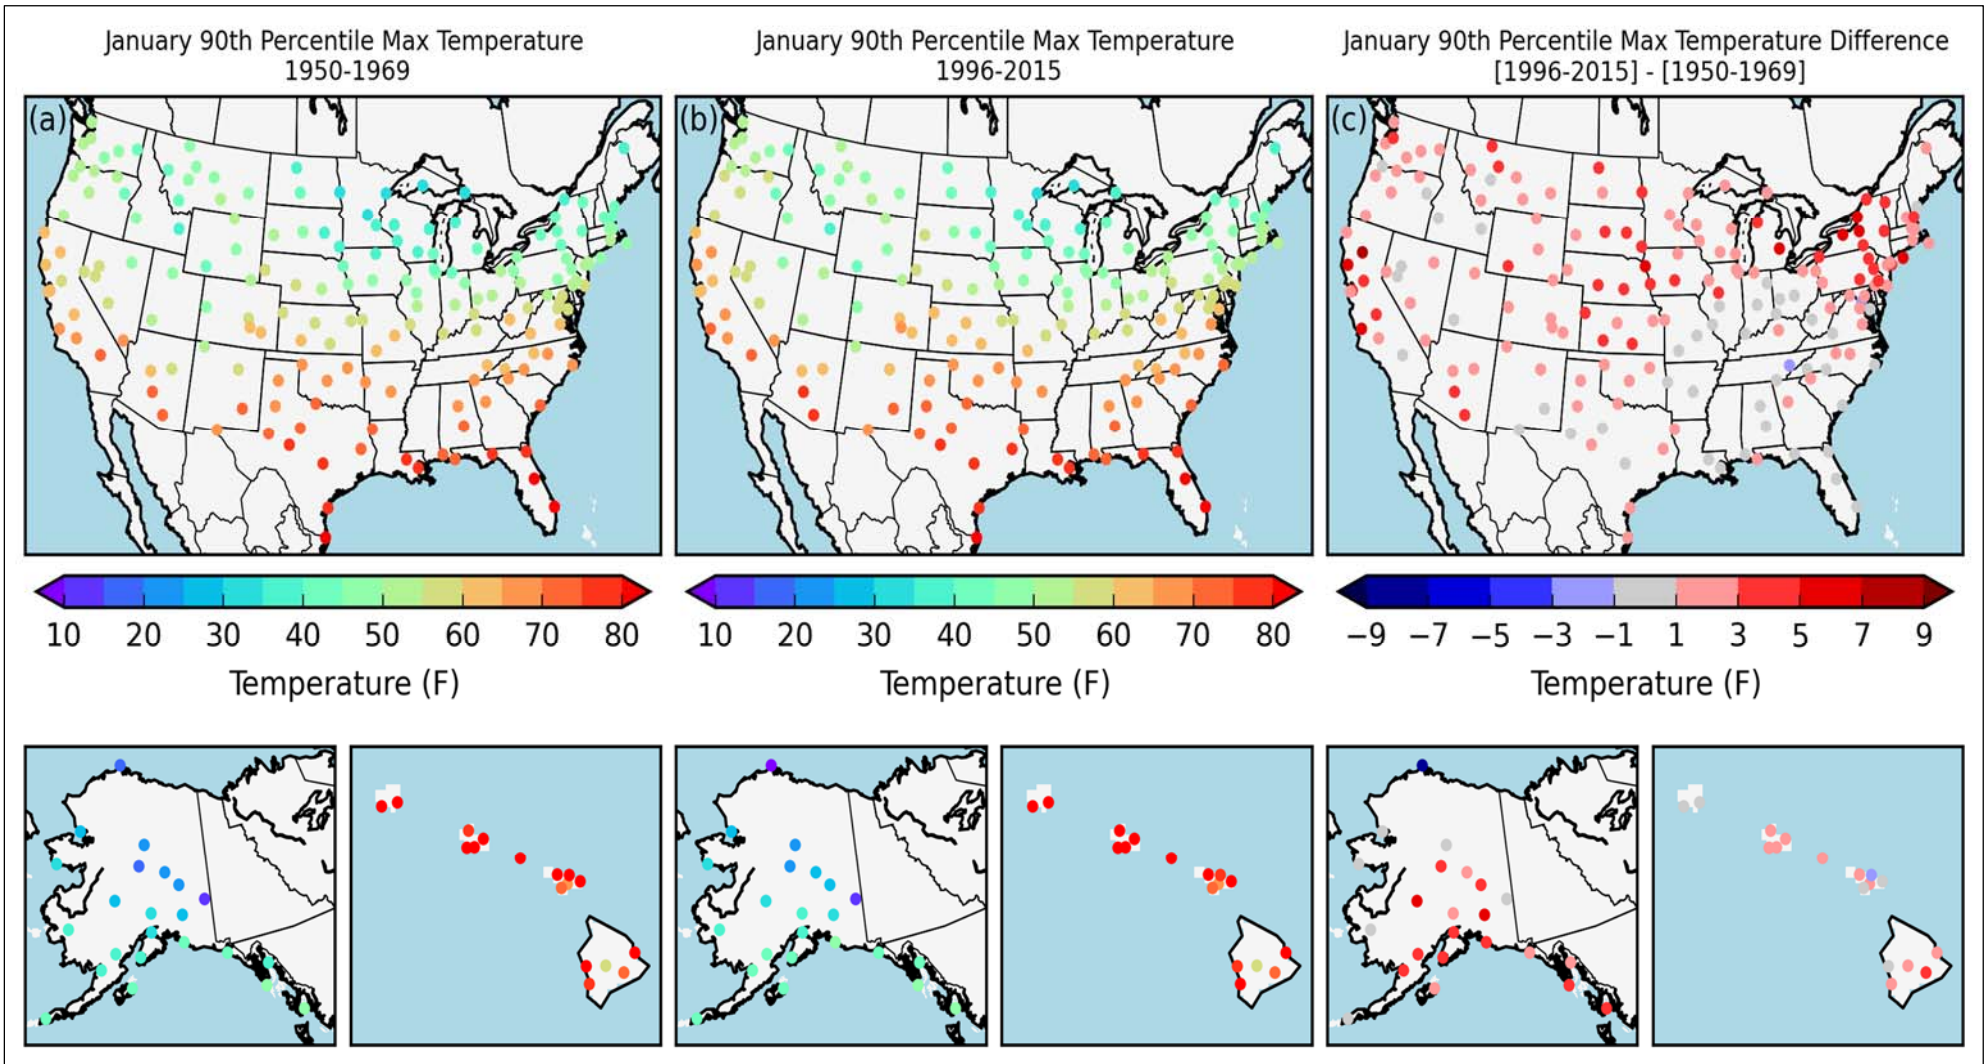 January 90th Percentile Max Temperature
1950-1969
January 90th Percentile Max Temperature
1996-2015
January 90th Percentile Max Temperature Difference
[1996-2015] - [1950-1969]
(a)
(b)
(c)
10 20 30 40 50 60 70 80
Temperature (F)
10 20 30 40 50 60 70 80
Temperature (F)
−9 −7 −5 −3 −1 1 3 5 7 9
Temperature (F)